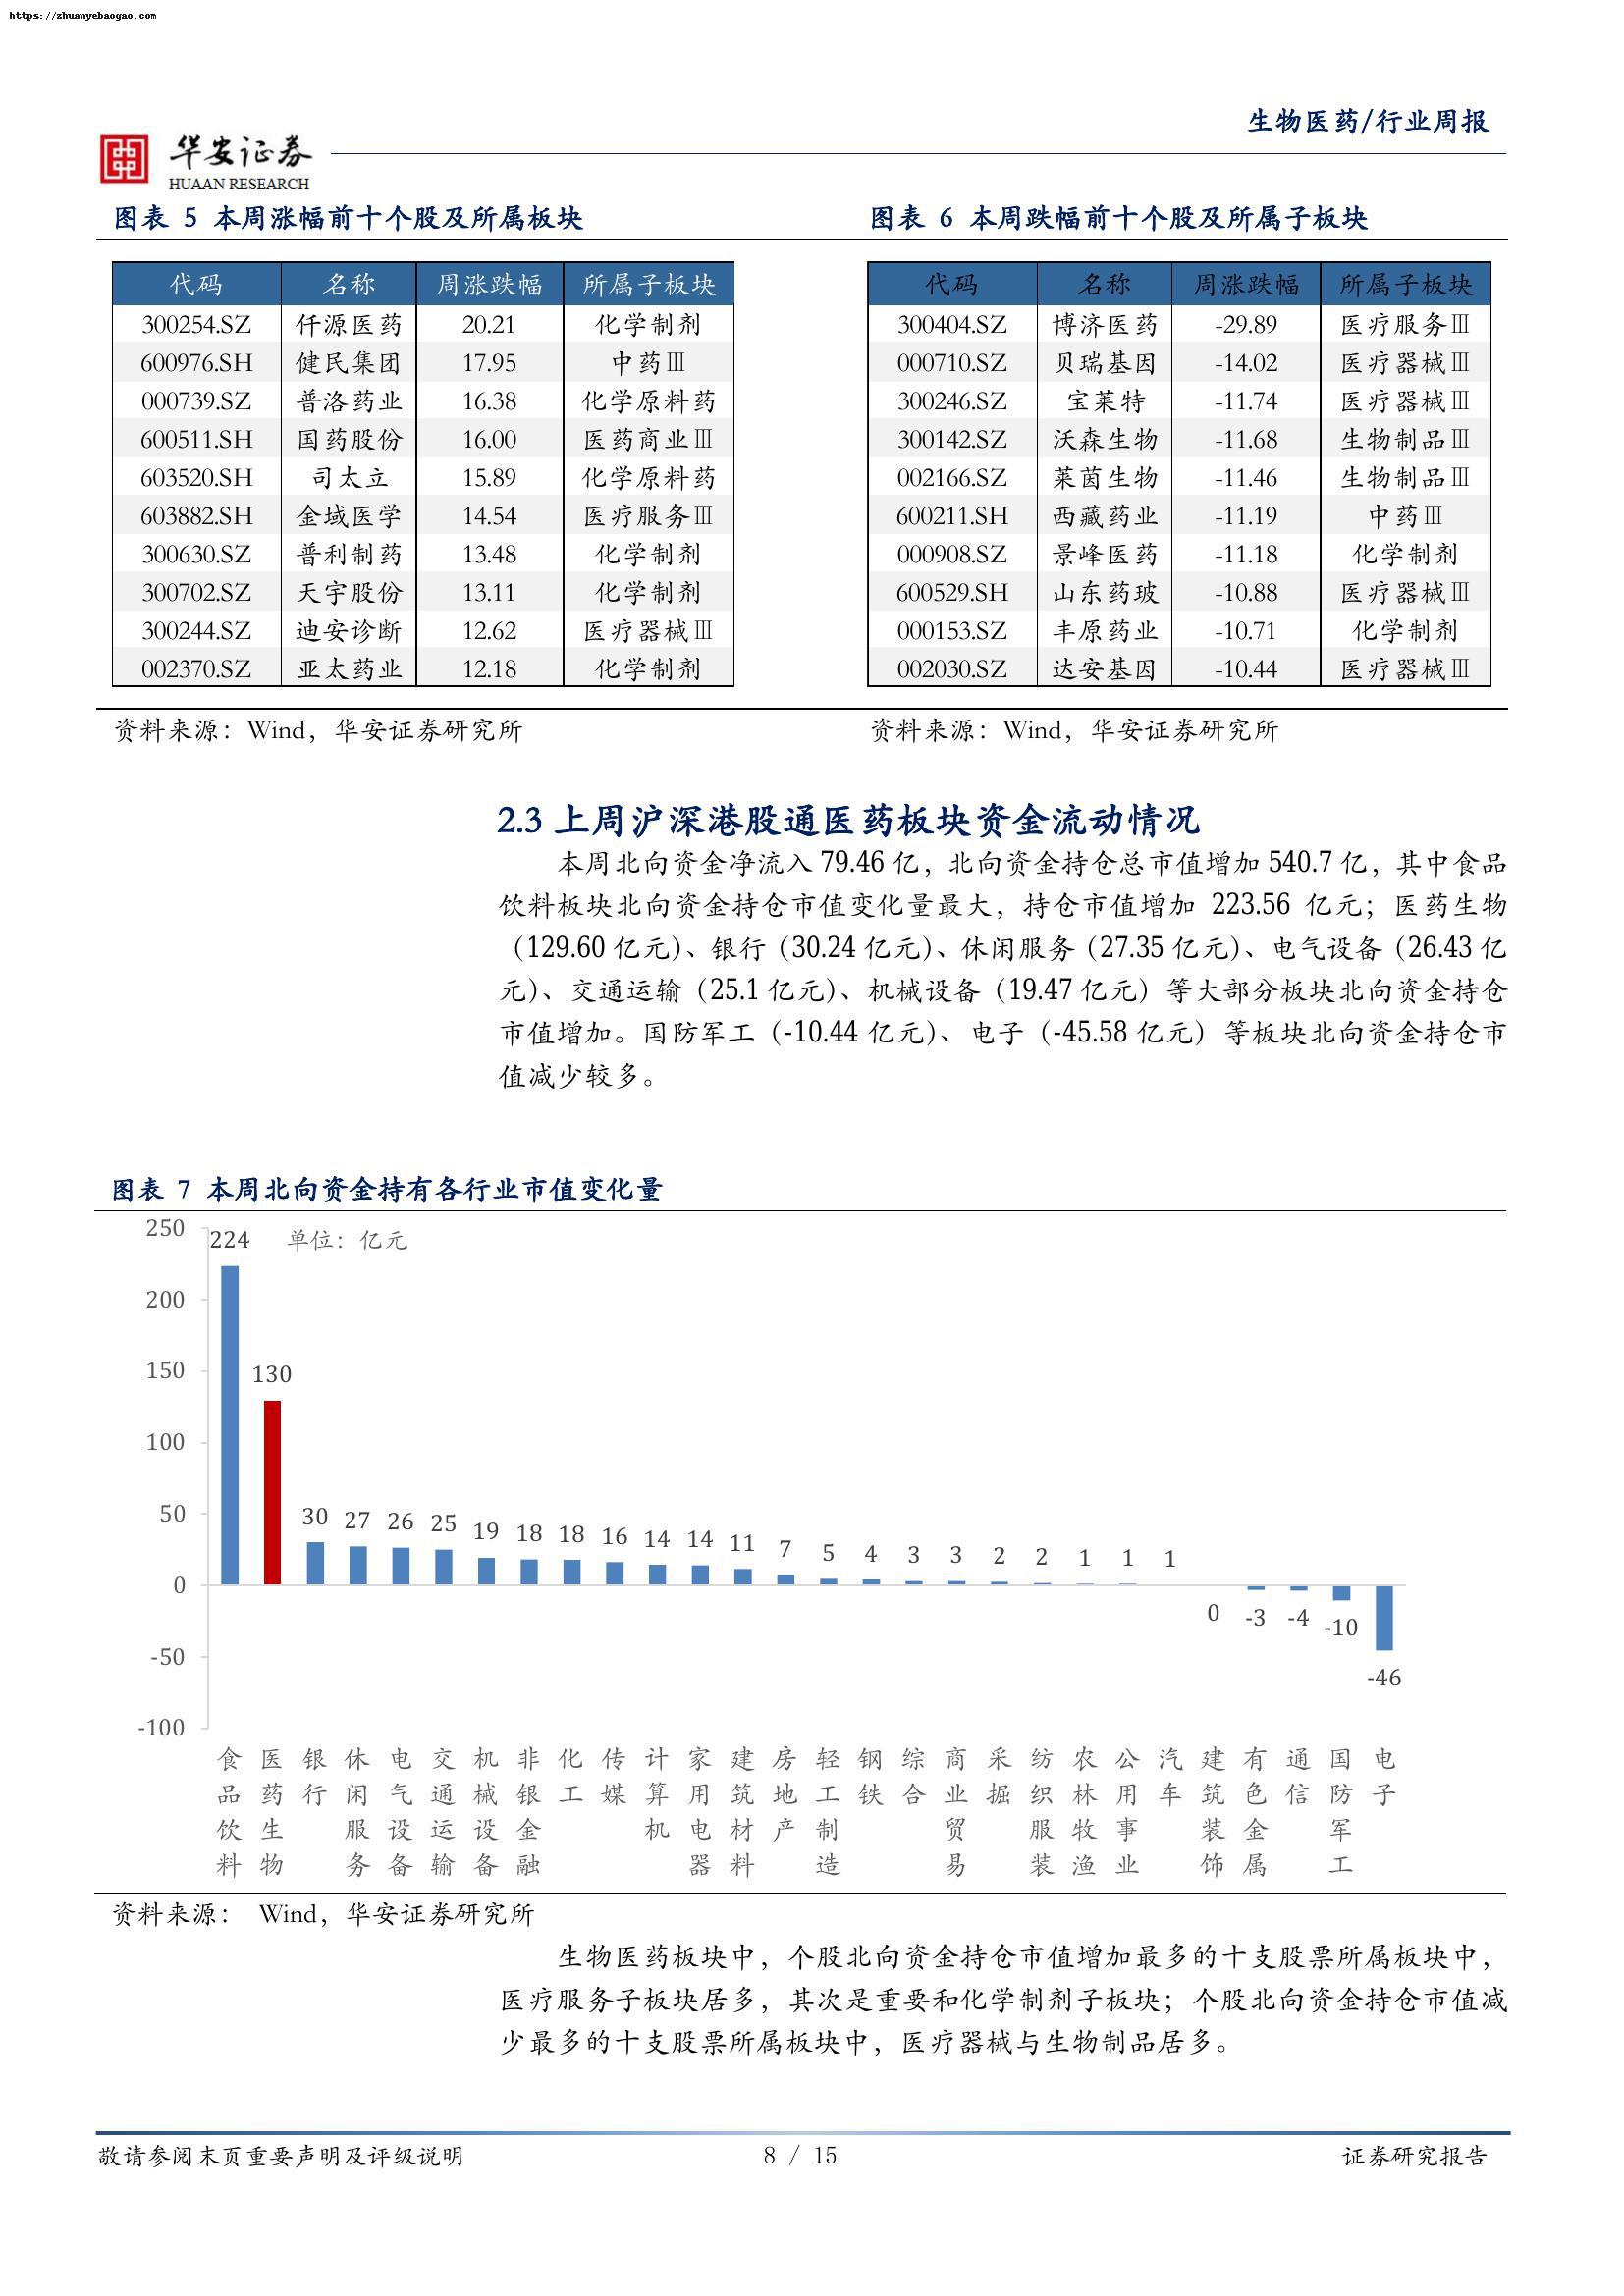 https://zhuanyebaogao.com
生物医药/行业周报
华安证券
HUAAN RESEARCH
图表 5 本周涨幅前十个股及所属板块
代码 名称 周涨跌幅 所属子板块
300254.SZ 仟源医药 20.21 化学制剂
600976.SH 健民集团 17.95 中药Ⅲ
000739.SZ 普洛药业 16.38 化学原料药
600511.SH 国药股份 16.00 医药商业Ⅲ
603520.SH 司太立 15.89 化学原料药
603882.SH 金域医学 14.54 医疗服务Ⅲ
300630.SZ 普利制药 13.48 化学制剂
300702.SZ 天宇股份 13.11 化学制剂
300244.SZ 迪安诊断 12.62 医疗器械Ⅲ
002370.SZ 亚太药业 12.18 化学制剂
资料来源：Wind，华安证券研究所
图表 6 本周跌幅前十个股及所属子板块
代码 名称 周涨跌幅 所属子板块
300404.SZ 博济医药 -29.89 医疗服务Ⅲ
000710.SZ 贝瑞基因 -14.02 医疗器械Ⅲ
300246.SZ 宝莱特 -11.74 医疗器械Ⅲ
300142.SZ 沃森生物 -11.68 生物制品Ⅲ
002166.SZ 莱茵生物 -11.46 生物制品Ⅲ
600211.SH 西藏药业 -11.19 中药Ⅲ
000908.SZ 景峰医药 -11.18 化学制剂
600529.SH 山东药玻 -10.88 医疗器械Ⅲ
000153.SZ 丰原药业 -10.71 化学制剂
002030.SZ 达安基因 -10.44 医疗器械Ⅲ
资料来源：Wind，华安证券研究所
2.3 上周沪深港股通医药板块资金流动情况
本周北向资金净流入 79.46 亿，北向资金持仓总市值增加 540.7 亿，其中食品
饮料板块北向资金持仓市值变化量最大，持仓市值增加 223.56 亿元；医药生物
（129.60 亿元）、银行（30.24 亿元）、休闲服务（27.35 亿元）、电气设备（26.43 亿
元）、交通运输（25.1 亿元）、机械设备（19.47 亿元）等大部分板块北向资金持仓
市值增加。国防军工（-10.44 亿元）、电子（-45.58 亿元）等板块北向资金持仓市
值减少较多。
图表 7 本周北向资金持有各行业市值变化量
单位：亿元
250
200
150
100
50
0
-50
-100
224 130 30 27 26 25 19 18 18 16 14 14 11 7 5 4 3 3 2 2 1 1 1 0 -3 -4 -10 -46
食品饮料 医药生物 银行 休闲服务 电气设备 交通运输 机械设备 非银金融 化工 传媒 计算机 家用电器 建筑材料 房地产 轻工制造 钢铁 综合 商业贸易 采掘 纺织服装 农林牧渔 公用事业 汽车 建筑装饰 有色金属 通信 国防军工 电子
资料来源： Wind，华安证券研究所
生物医药板块中，个股北向资金持仓市值增加最多的十支股票所属板块中，
医疗服务子板块居多，其次是重要和化学制剂子板块；个股北向资金持仓市值减
少最多的十支股票所属板块中，医疗器械与生物制品居多。
敬请参阅末页重要声明及评级说明
8 / 15
证券研究报告